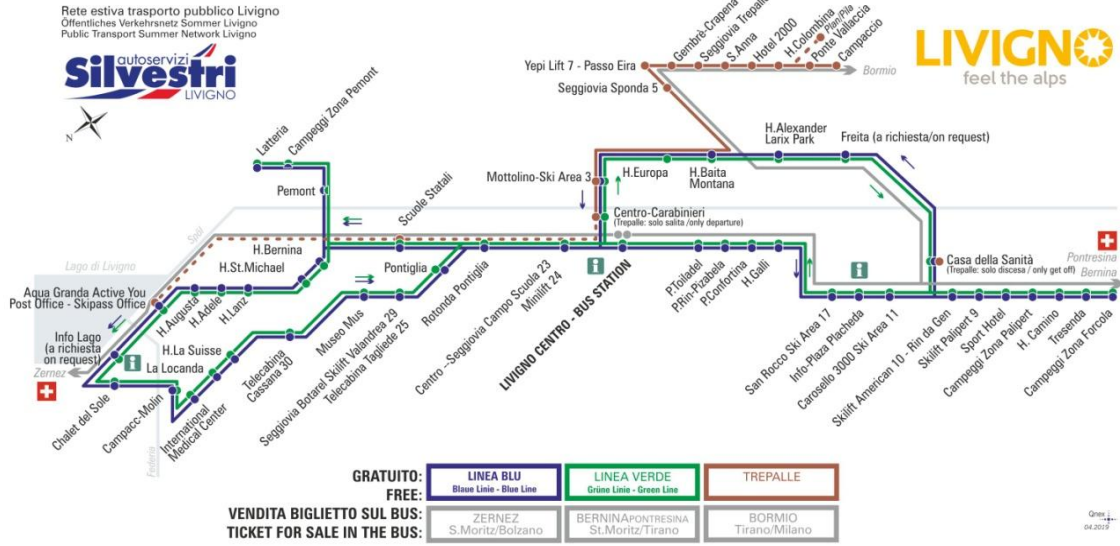 Rete estiva trasporto pubblico Livigno
Öffentliches Verkehrsnetz Sommer Livigno
Public Transport Summer Network Livigno
autoservizi
Silvestri
LIVIGNO
N
LIVIGNO
feel the alps
Gembrè-Crapena
Seggiovia Trepalle
S.Anna
Hotel 2000
H.Colombina
Plan/Pila
Ponte Vallaccia
Campaccio
Yepi Lift 7 - Passo Eira
Bormio
Seggiovia Sponda 5
Latteria
Campeggi Zona Pemont
Pemont
Scuole Statali
Mottolino-Ski Area 3
H.Europa
H.Baita
Montana
H.Alexander
Larix Park
Freita (a richiesta/on request)
Centro-Carabinieri
(Trepalle: solo salita /only departure)
Spöl
Lago di Livigno
H.Bernina
H.St.Michael
Aqua Granda Active You
Post Office - Skipass Office
H.Augusta
H.Adele
H.Lanz
Pontiglia
Casa della Sanità
(Trepalle: solo discesa / only get off)
Pontresina
Bernina
Info Lago
(a richiesta
on request)
Zernez
H.La Suisse
La Locanda
Chalet del Sole
Campacc-Molin
International
Medical Center
Federia
Telecabina
Cassana 30
Museo Mus
Seggiovia Botarel Skilift Valandrea 29
Telecabina Tagliede 25
Rotonda Pontiglia
Centro –Seggiovia Campo Scuola 23
Minilift 24
i
LIVIGNO CENTRO - BUS STATION
P.Toiladel
P.Rin-Pizabela
P.Confortina
H.Galli
San Rocco Ski Area 17
i
Info-Plaza Placheda
Carosello 3000 Ski Area 11
Skilift American 10 - Rin da Gen
Skilift Palipert 9
Sport Hotel
Campeggi Zona Palipert
H. Camino
Tresenda
Campeggi Zona Forcola
i
GRATUITO:
FREE:
LINEA BLU
Blaue Linie - Blue Line
LINEA VERDE
Grüne Linie - Green Line
TREPALLE
VENDITA BIGLIETTO SUL BUS:
TICKET FOR SALE IN THE BUS:
ZERNEZ
S.Moritz/Bolzano
BERNINAPONTRESINA
St.Moritz/Tirano
BORMIO
Tirano/Milano
Qnex
04.2019